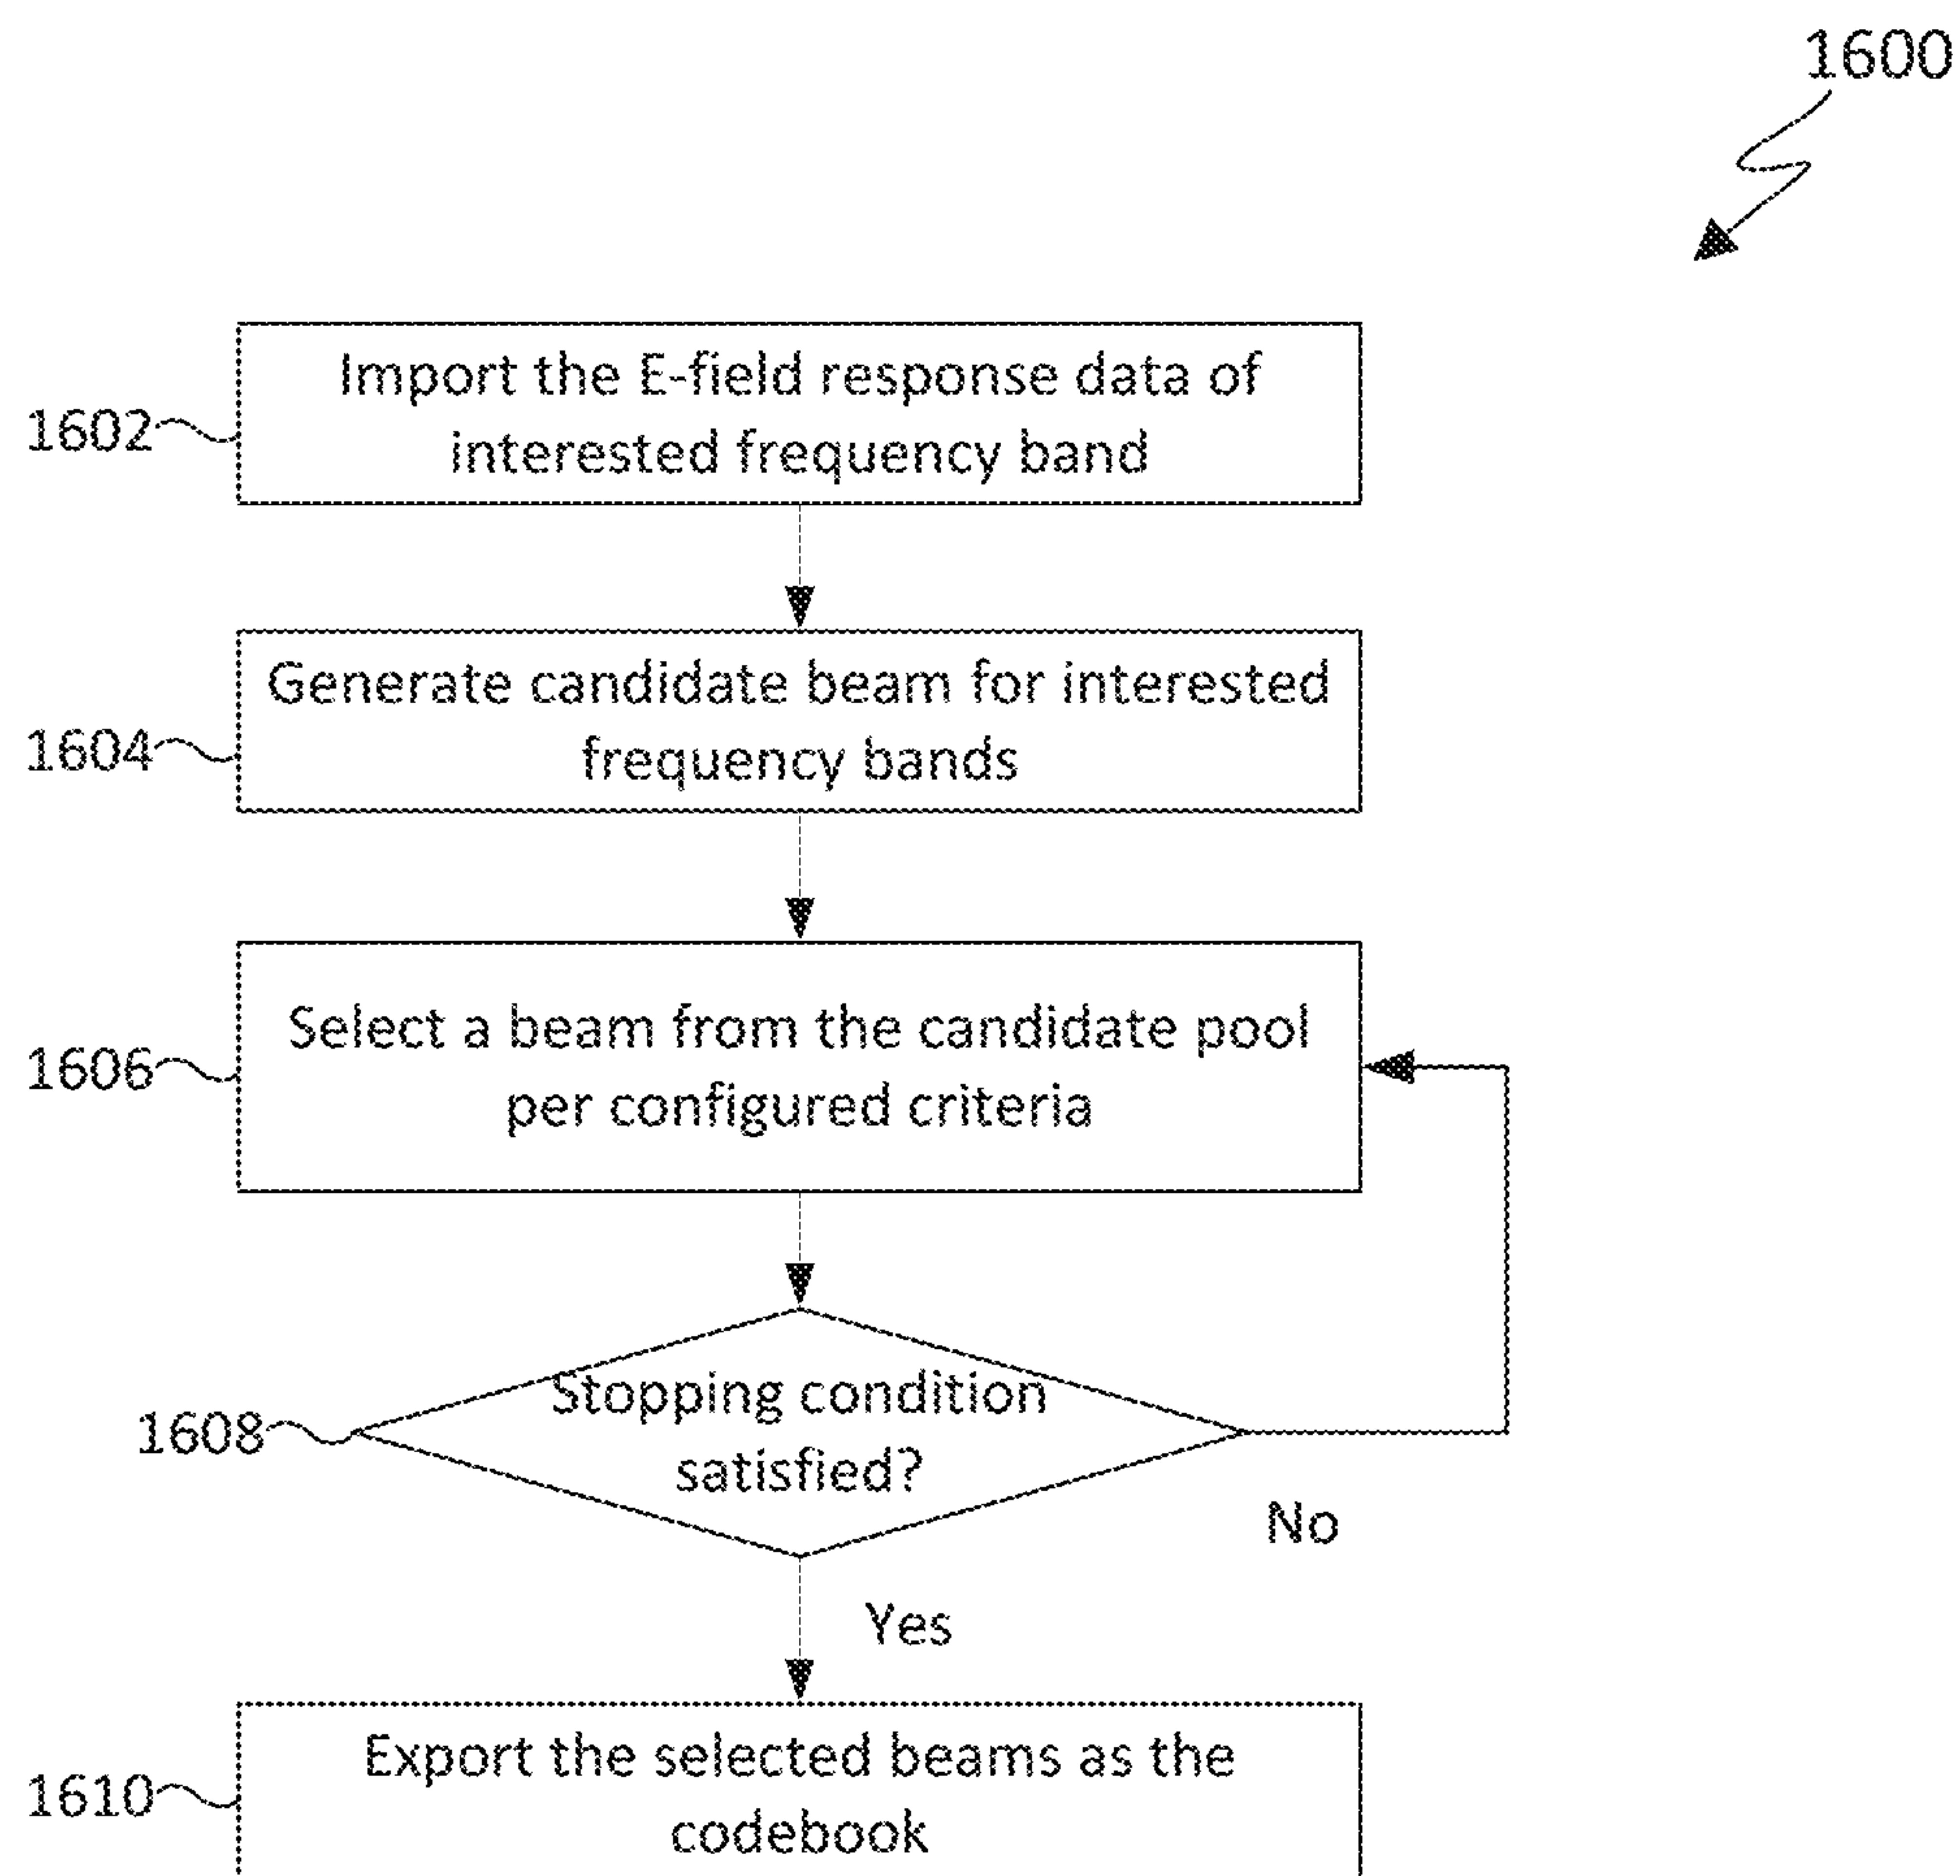 1600
Import the E-field response data of
interested frequency band
1602
Generate candidate beam for interested
frequency bands
1604
Select a beam from the candidate pool
per configured criteria
1606
Stopping condition
satisfied?
1608
No
Yes
Export the selected beams as the
codebook
1610